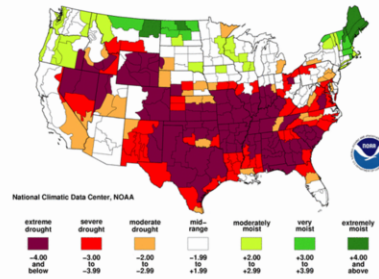 NOAA
National Climatic Data Center, NOAA
extreme drought
severe drought
moderate drought
mid-range
moderately moist
very moist
extremely moist
-4.00 and below
-3.00 to -3.99
-2.00 to -2.99
-1.99 to +1.99
+2.00 to +2.99
+3.00 to +3.99
+4.00 and above